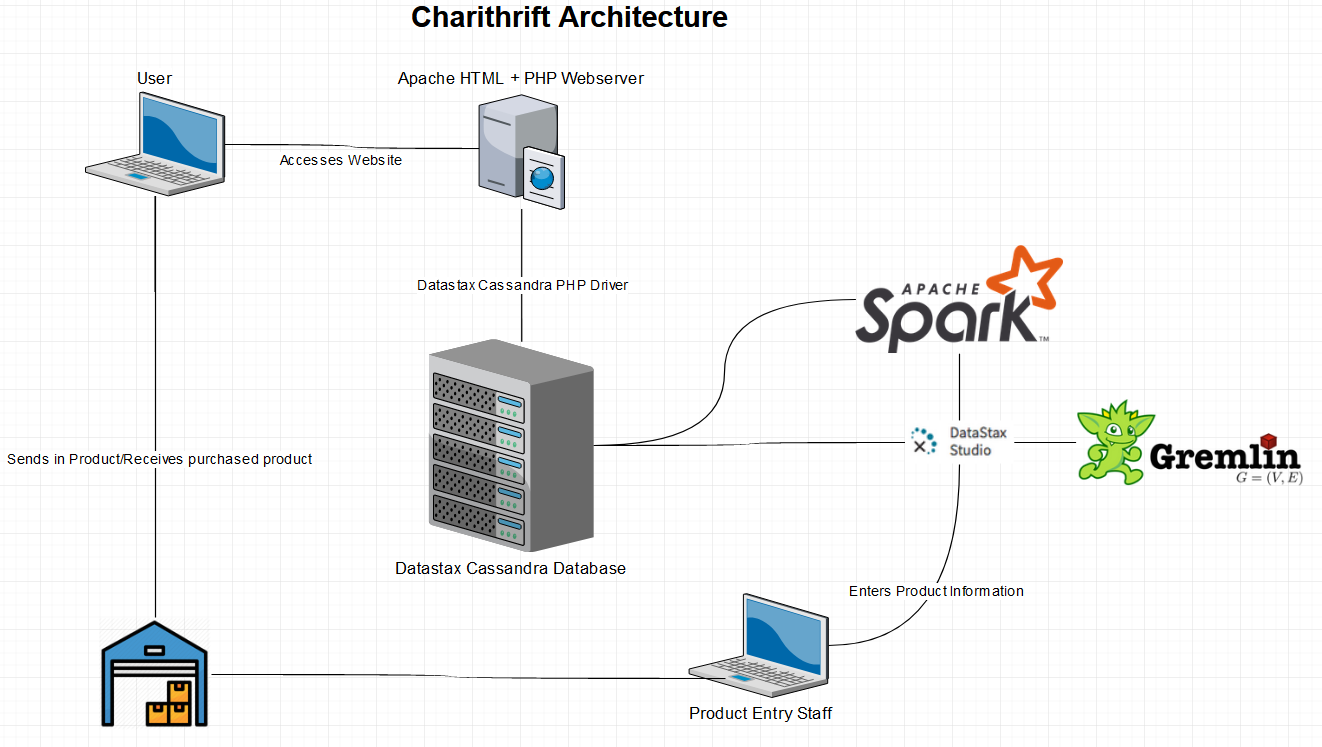 Charithrift Architecture
User
Apache HTML + PHP Webserver
Accesses Website
Datastax Cassandra PHP Driver
APACHE
Spark™
DataStax
Studio
Gremlin
G = (V, E)
Sends in Product/Receives purchased product
Datastax Cassandra Database
Enters Product Information
Product Entry Staff